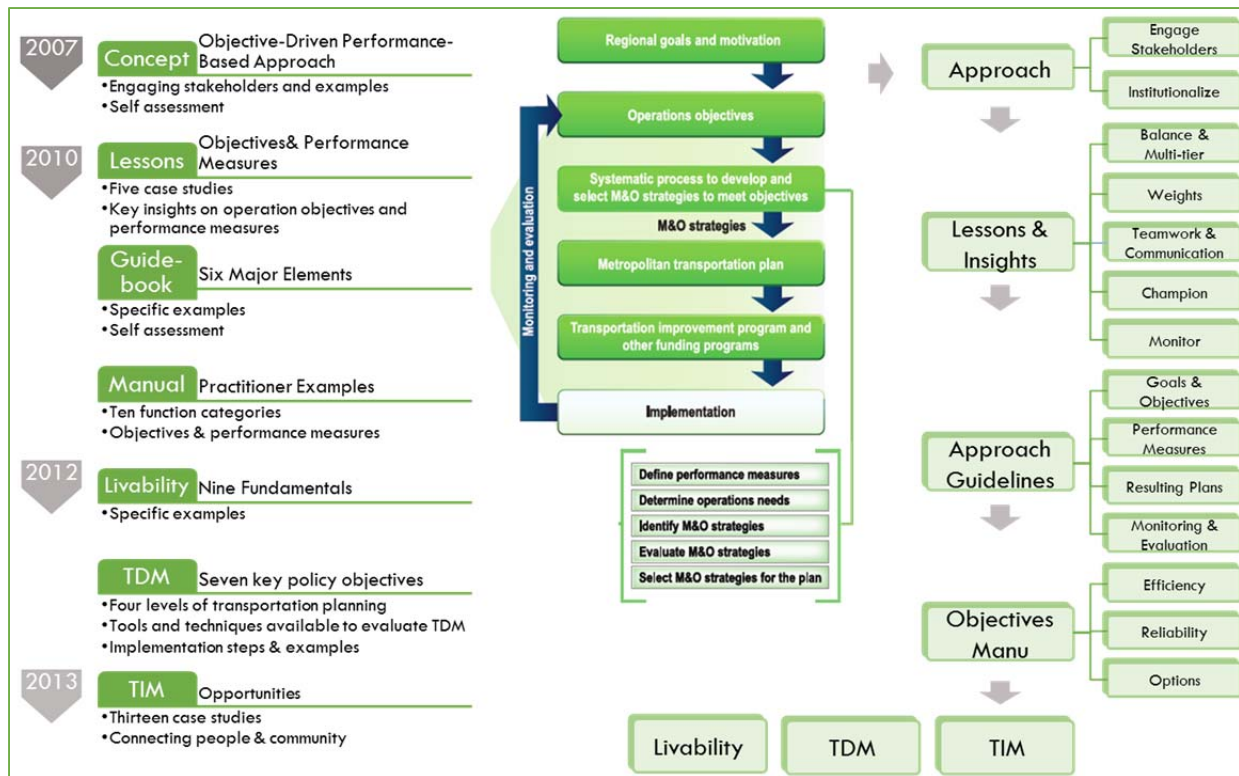 2007
Concept
Objective-Driven Performance-
Based Approach
•Engaging stakeholders and examples
•Self assessment
2010
Lessons
Objectives& Performance
Measures
•Five case studies
•Key insights on operation objectives and
performance measures
Guide-
book
Six Major Elements
•Specific examples
•Self assessment
Manual
Practitioner Examples
•Ten function categories
•Objectives & performance measures
2012
Livability
Nine Fundamentals
•Specific examples
TDM
Seven key policy objectives
•Four levels of transportation planning
•Tools and techniques available to evaluate TDM
•Implementation steps & examples
2013
TIM
Opportunities
•Thirteen case studies
•Connecting people & community
Regional goals and motivation
Operations objectives
Systematic process to develop and
select M&O strategies to meet objectives
M&O strategies
Metropolitan transportation plan
Transportation improvement program and
other funding programs
Implementation
Monitoring and evaluation
Define performance measures
Determine operations needs
Identify M&O strategies
Evaluate M&O strategies
Select M&O strategies for the plan
Approach
Engage
Stakeholders
Institutionalize
Lessons &
Insights
Balance &
Multi-tier
Weights
Teamwork &
Communication
Champion
Monitor
Approach
Guidelines
Goals &
Objectives
Performance
Measures
Resulting Plans
Monitoring &
Evaluation
Objectives
Manu
Efficiency
Reliability
Options
Livability
TDM
TIM